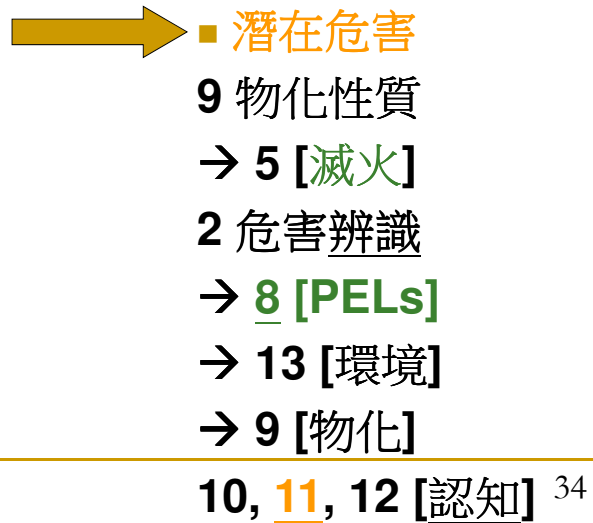 ▪ 潛在危害
9 物化性質
→ 5 [滅火]
2 危害辨識
→ 8 [PELs]
→ 13 [環境]
→ 9 [物化]
10, 11, 12 [認知] 34